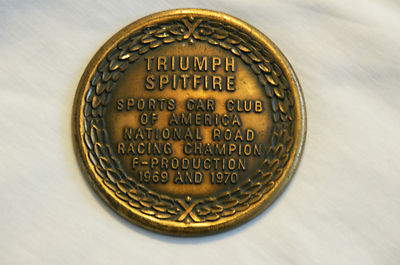 TRIUMPH
SPITFIRE
SPORTS CAR CLUB
OF AMERICA
NATIONAL ROAD
RACING CHAMPION
F-PRODUCTION
1969 AND 1970